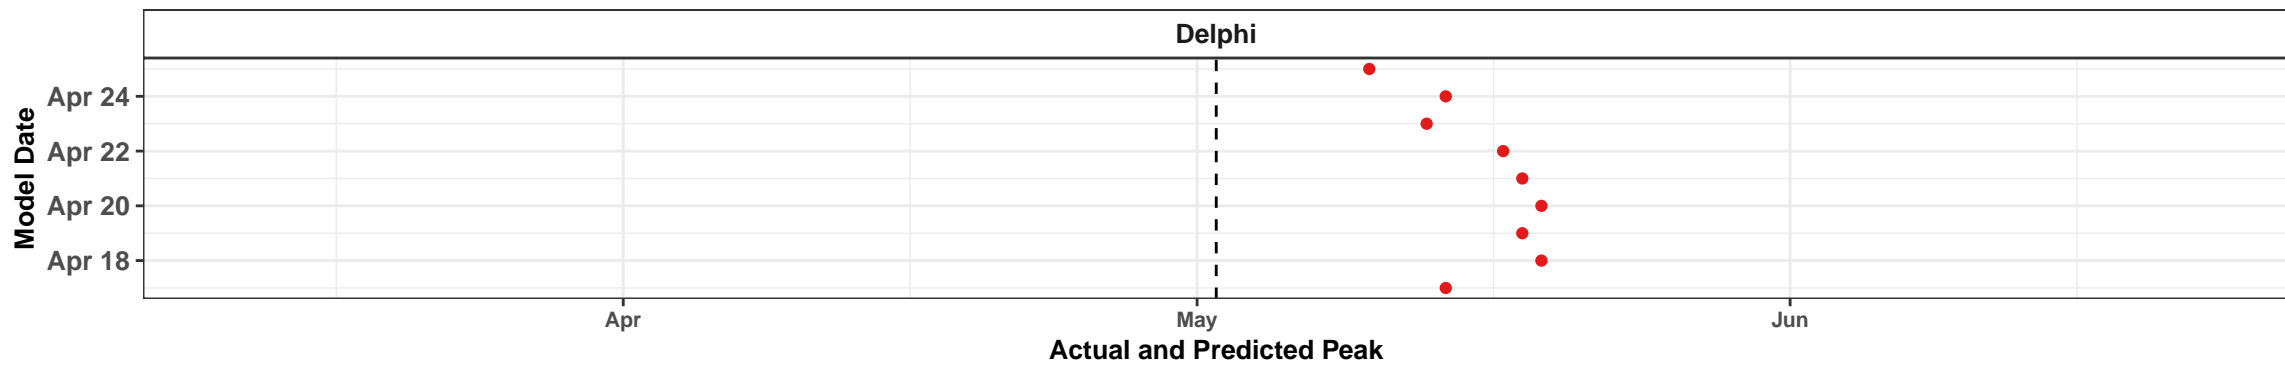 Delphi
Model Date
Apr 24
Apr 22
Apr 20
Apr 18
Apr
May
Jun
Actual and Predicted Peak